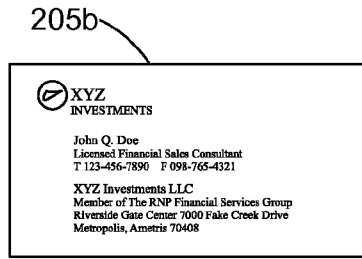 205b
XYZ
INVESTMENTS
John Q. Doe
Licensed Financial Sales Consultant
T 123-456-7890 F 098-765-4321
XYZ Investments LLC
Member of The RNP Financial Services Group
Riverside Gate Center 7000 Fake Creek Drive
Metropolis, Ametris 70408